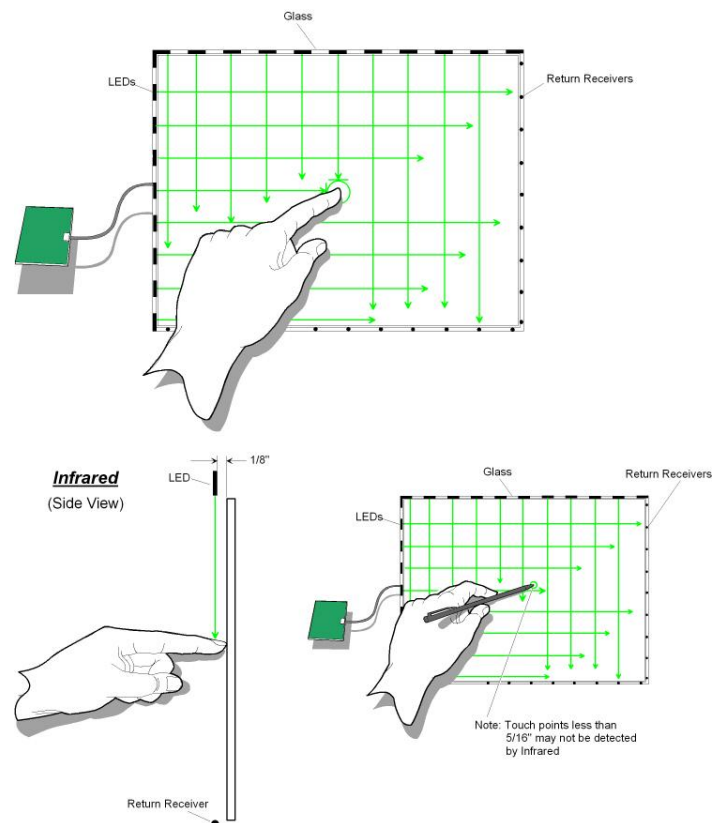 Glass
LEDs
Return Receivers
Infrared
(Side View)
LED
1/8"
Return Receiver
Glass
Return Receivers
LEDs
Note: Touch points less than
5/16" may not be detected
by Infrared